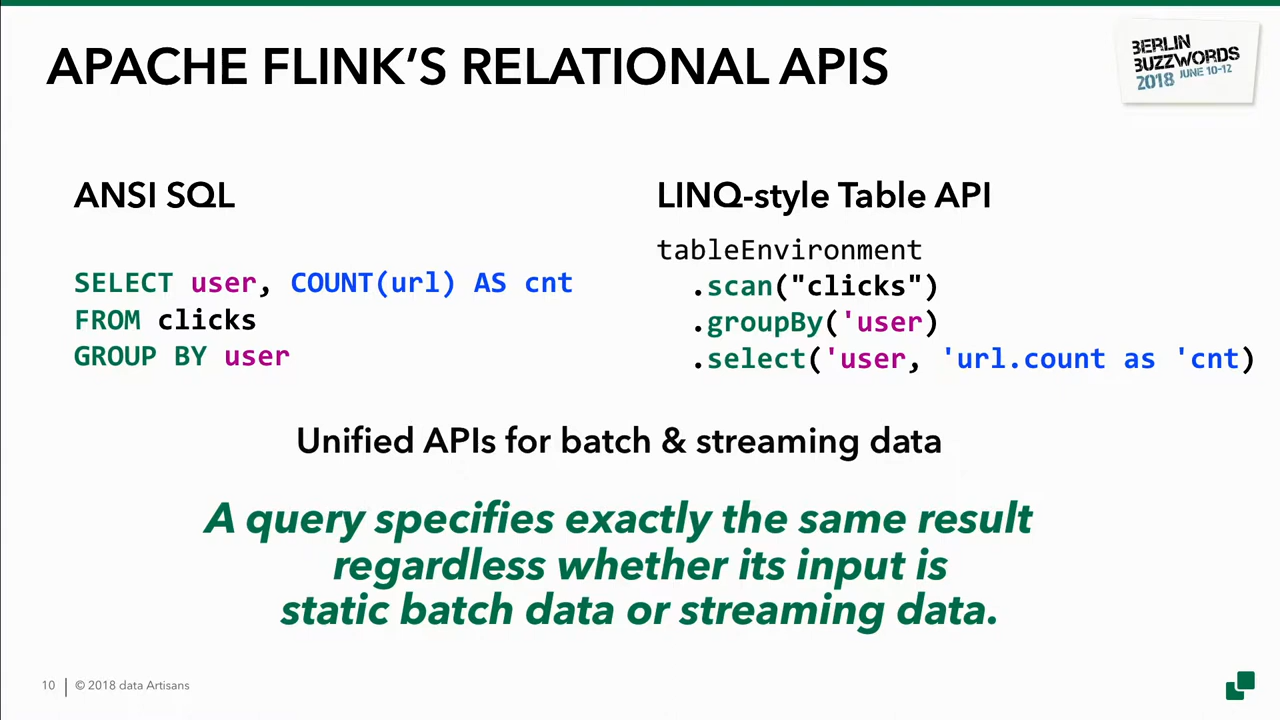 APACHE FLINK’S RELATIONAL APIS
BERLIN
BUZZWORDS
2018 JUNE 10-12
ANSI SQL
SELECT user, COUNT(url) AS cnt
FROM clicks
GROUP BY user
LINQ-style Table API
tableEnvironment
.scan("clicks")
.groupBy('user)
.select('user, 'url.count as 'cnt)
Unified APIs for batch & streaming data
A query specifies exactly the same result
regardless whether its input is
static batch data or streaming data.
10 | © 2018 data Artisans